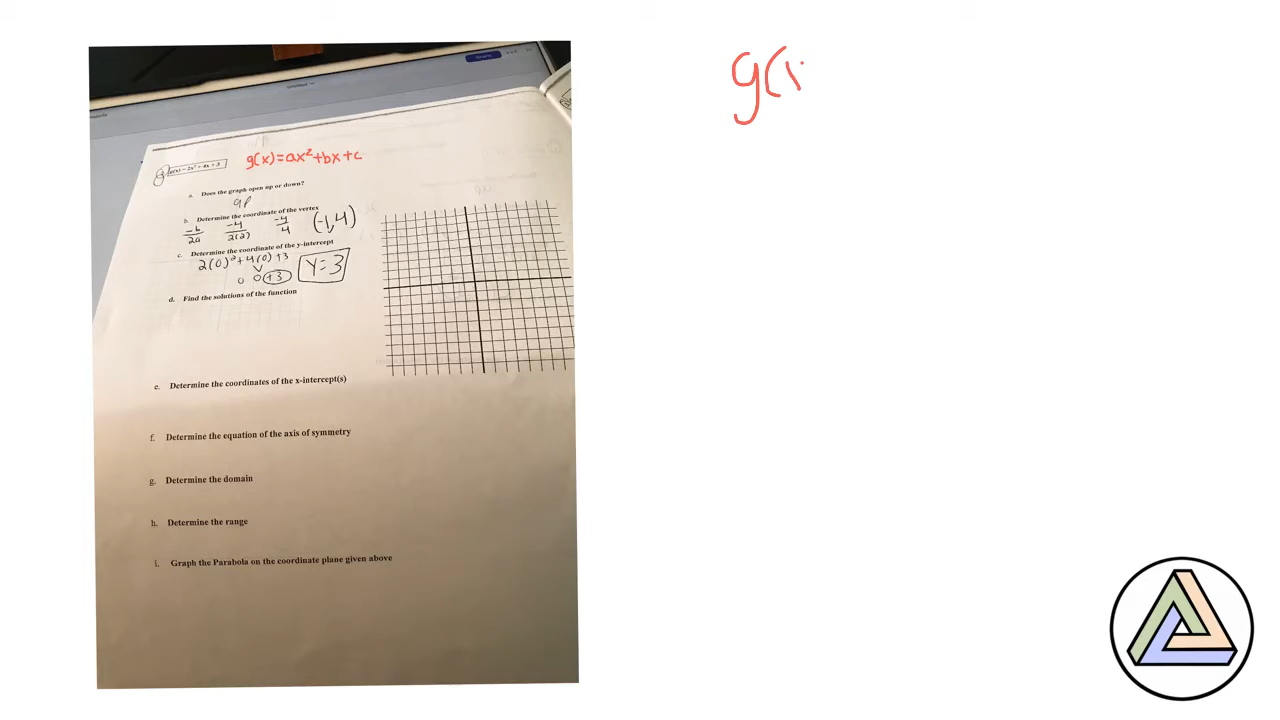 g(x
g(x)=ax²+bx+c
a. Does the graph open up or down?
up
b. Determine the coordinate of the vertex
-b/2a -4/2(2) -4/4 (-1,4)
c. Determine the coordinate of the y-intercept
2(0)²+4(0)+3
0 0+3 Y=3
d. Find the solutions of the function
e. Determine the coordinates of the x-intercept(s)
f. Determine the equation of the axis of symmetry
g. Determine the domain
h. Determine the range
i. Graph the Parabola on the coordinate plane given above